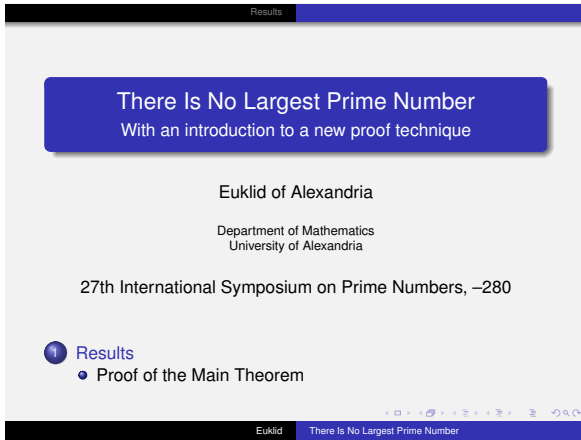 Results
There Is No Largest Prime Number
With an introduction to a new proof technique
Euklid of Alexandria
Department of Mathematics
University of Alexandria
27th International Symposium on Prime Numbers, –280
1 Results
Proof of the Main Theorem
Euklid There Is No Largest Prime Number